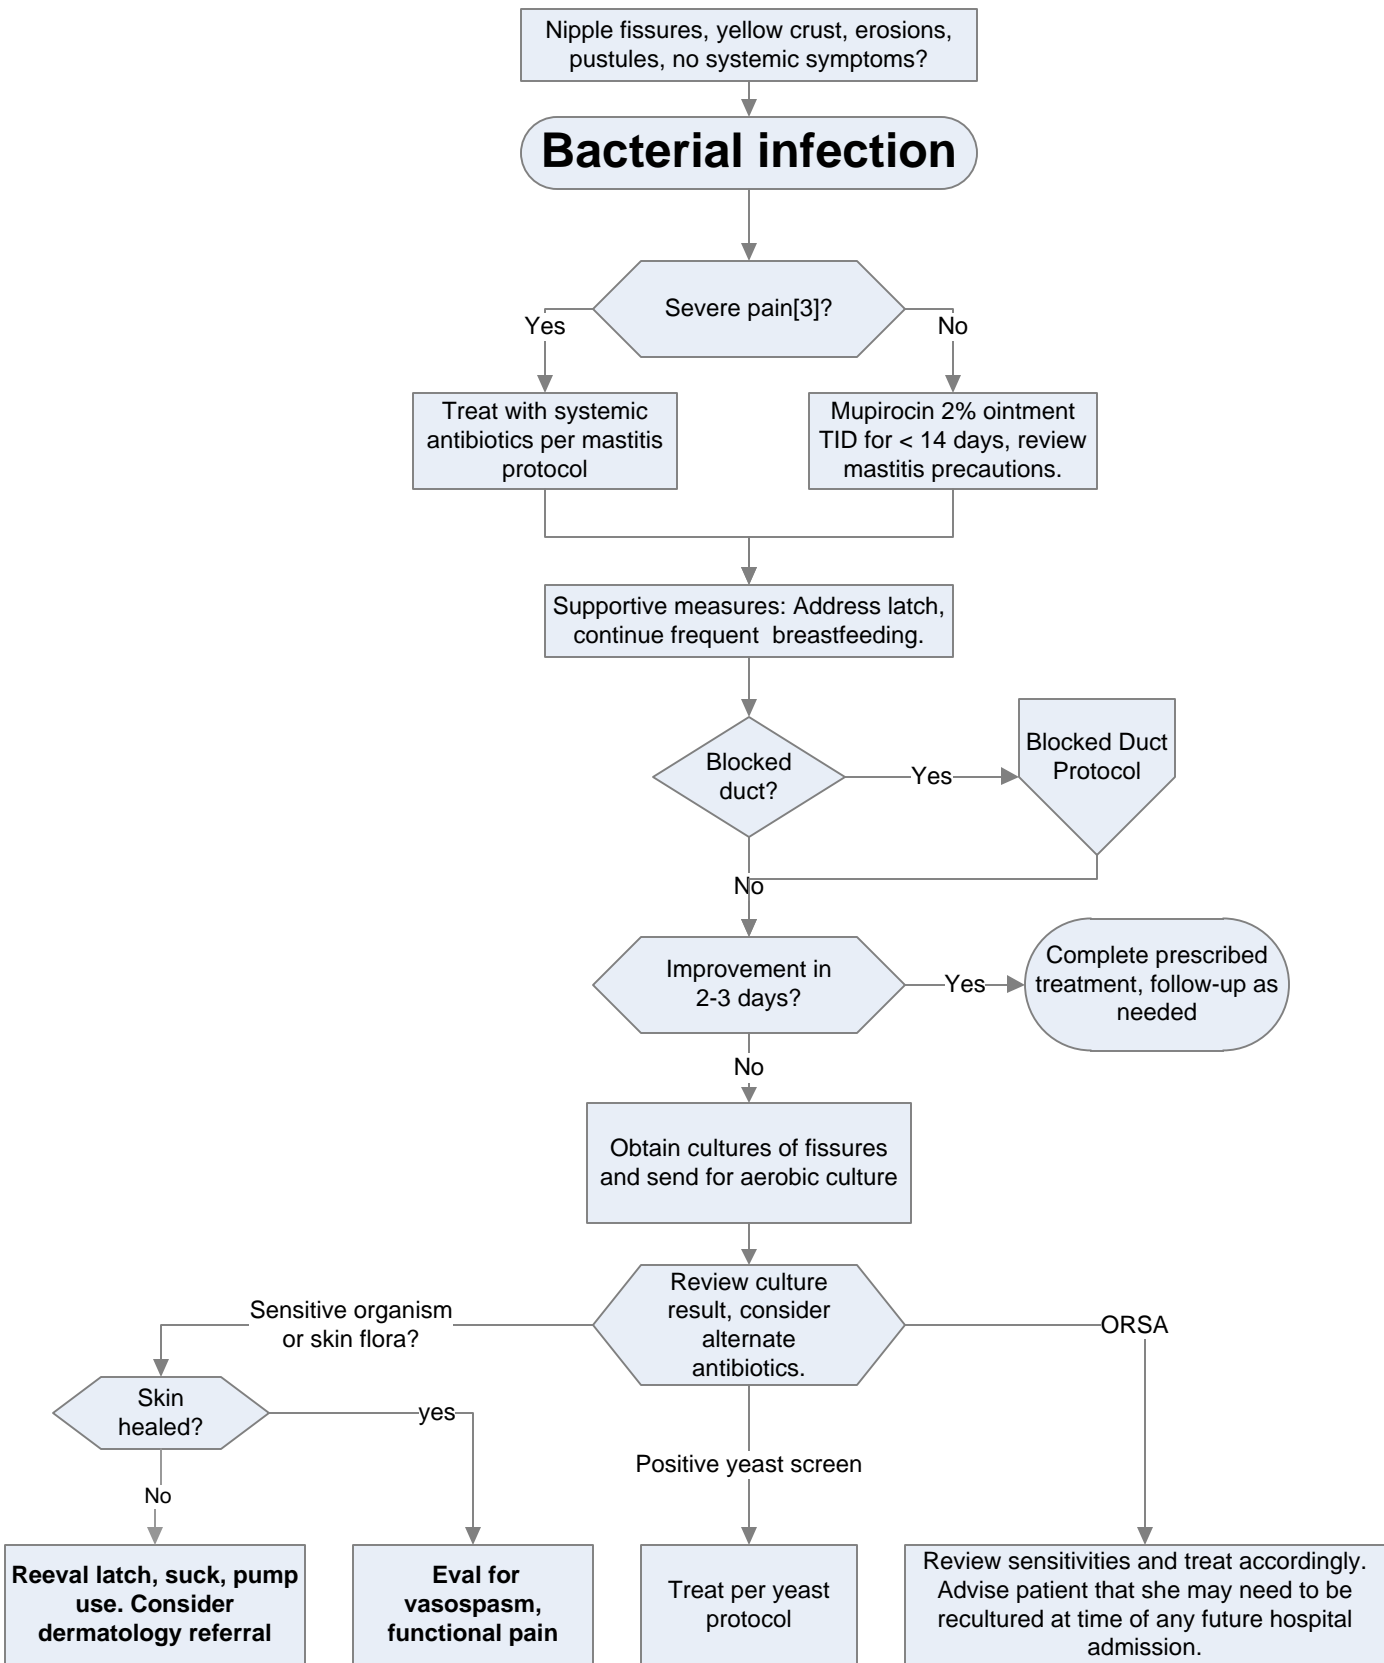 Nipple fissures, yellow crust, erosions,
pustules, no systemic symptoms?
Bacterial infection
Severe pain[3]?
Yes
No
Treat with systemic
antibiotics per mastitis
protocol
Mupirocin 2% ointment
TID for < 14 days, review
mastitis precautions.
Supportive measures: Address latch,
continue frequent breastfeeding.
Blocked
duct?
Yes
Blocked Duct
Protocol
No
Improvement in
2-3 days?
Yes
Complete prescribed
treatment, follow-up as
needed
No
Obtain cultures of fissures
and send for aerobic culture
Review culture
result, consider
alternate
antibiotics.
Sensitive organism
or skin flora?
ORSA
Skin
healed?
yes
No
Positive yeast screen
Reeval latch, suck, pump
use. Consider
dermatology referral
Eval for
vasospasm,
functional pain
Treat per yeast
protocol
Review sensitivities and treat accordingly.
Advise patient that she may need to be
recultured at time of any future hospital
admission.